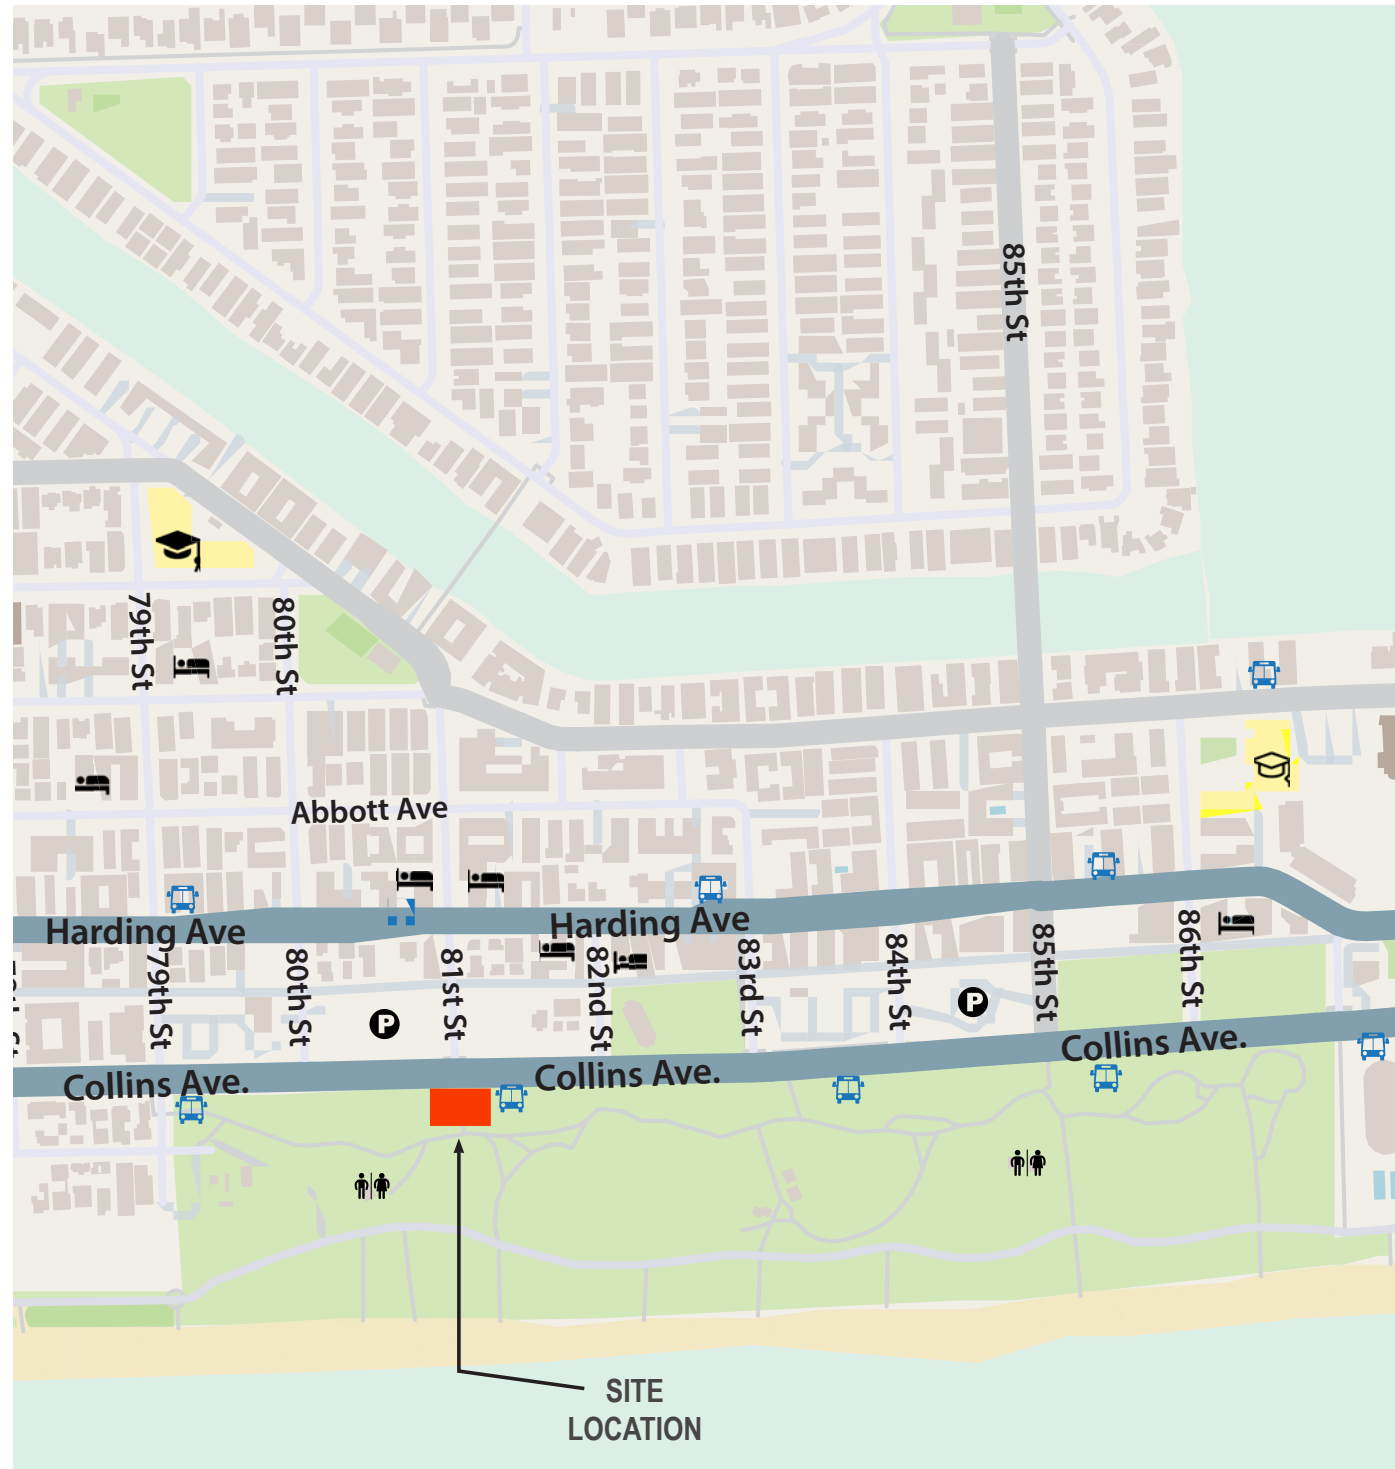 85th St
79th St
80th St
Abbott Ave
Harding Ave
Harding Ave
79th St
80th St
81st St
82nd St
83rd St
84th St
85th St
86th St
P
P
Collins Ave.
Collins Ave.
Collins Ave.
SITE
LOCATION